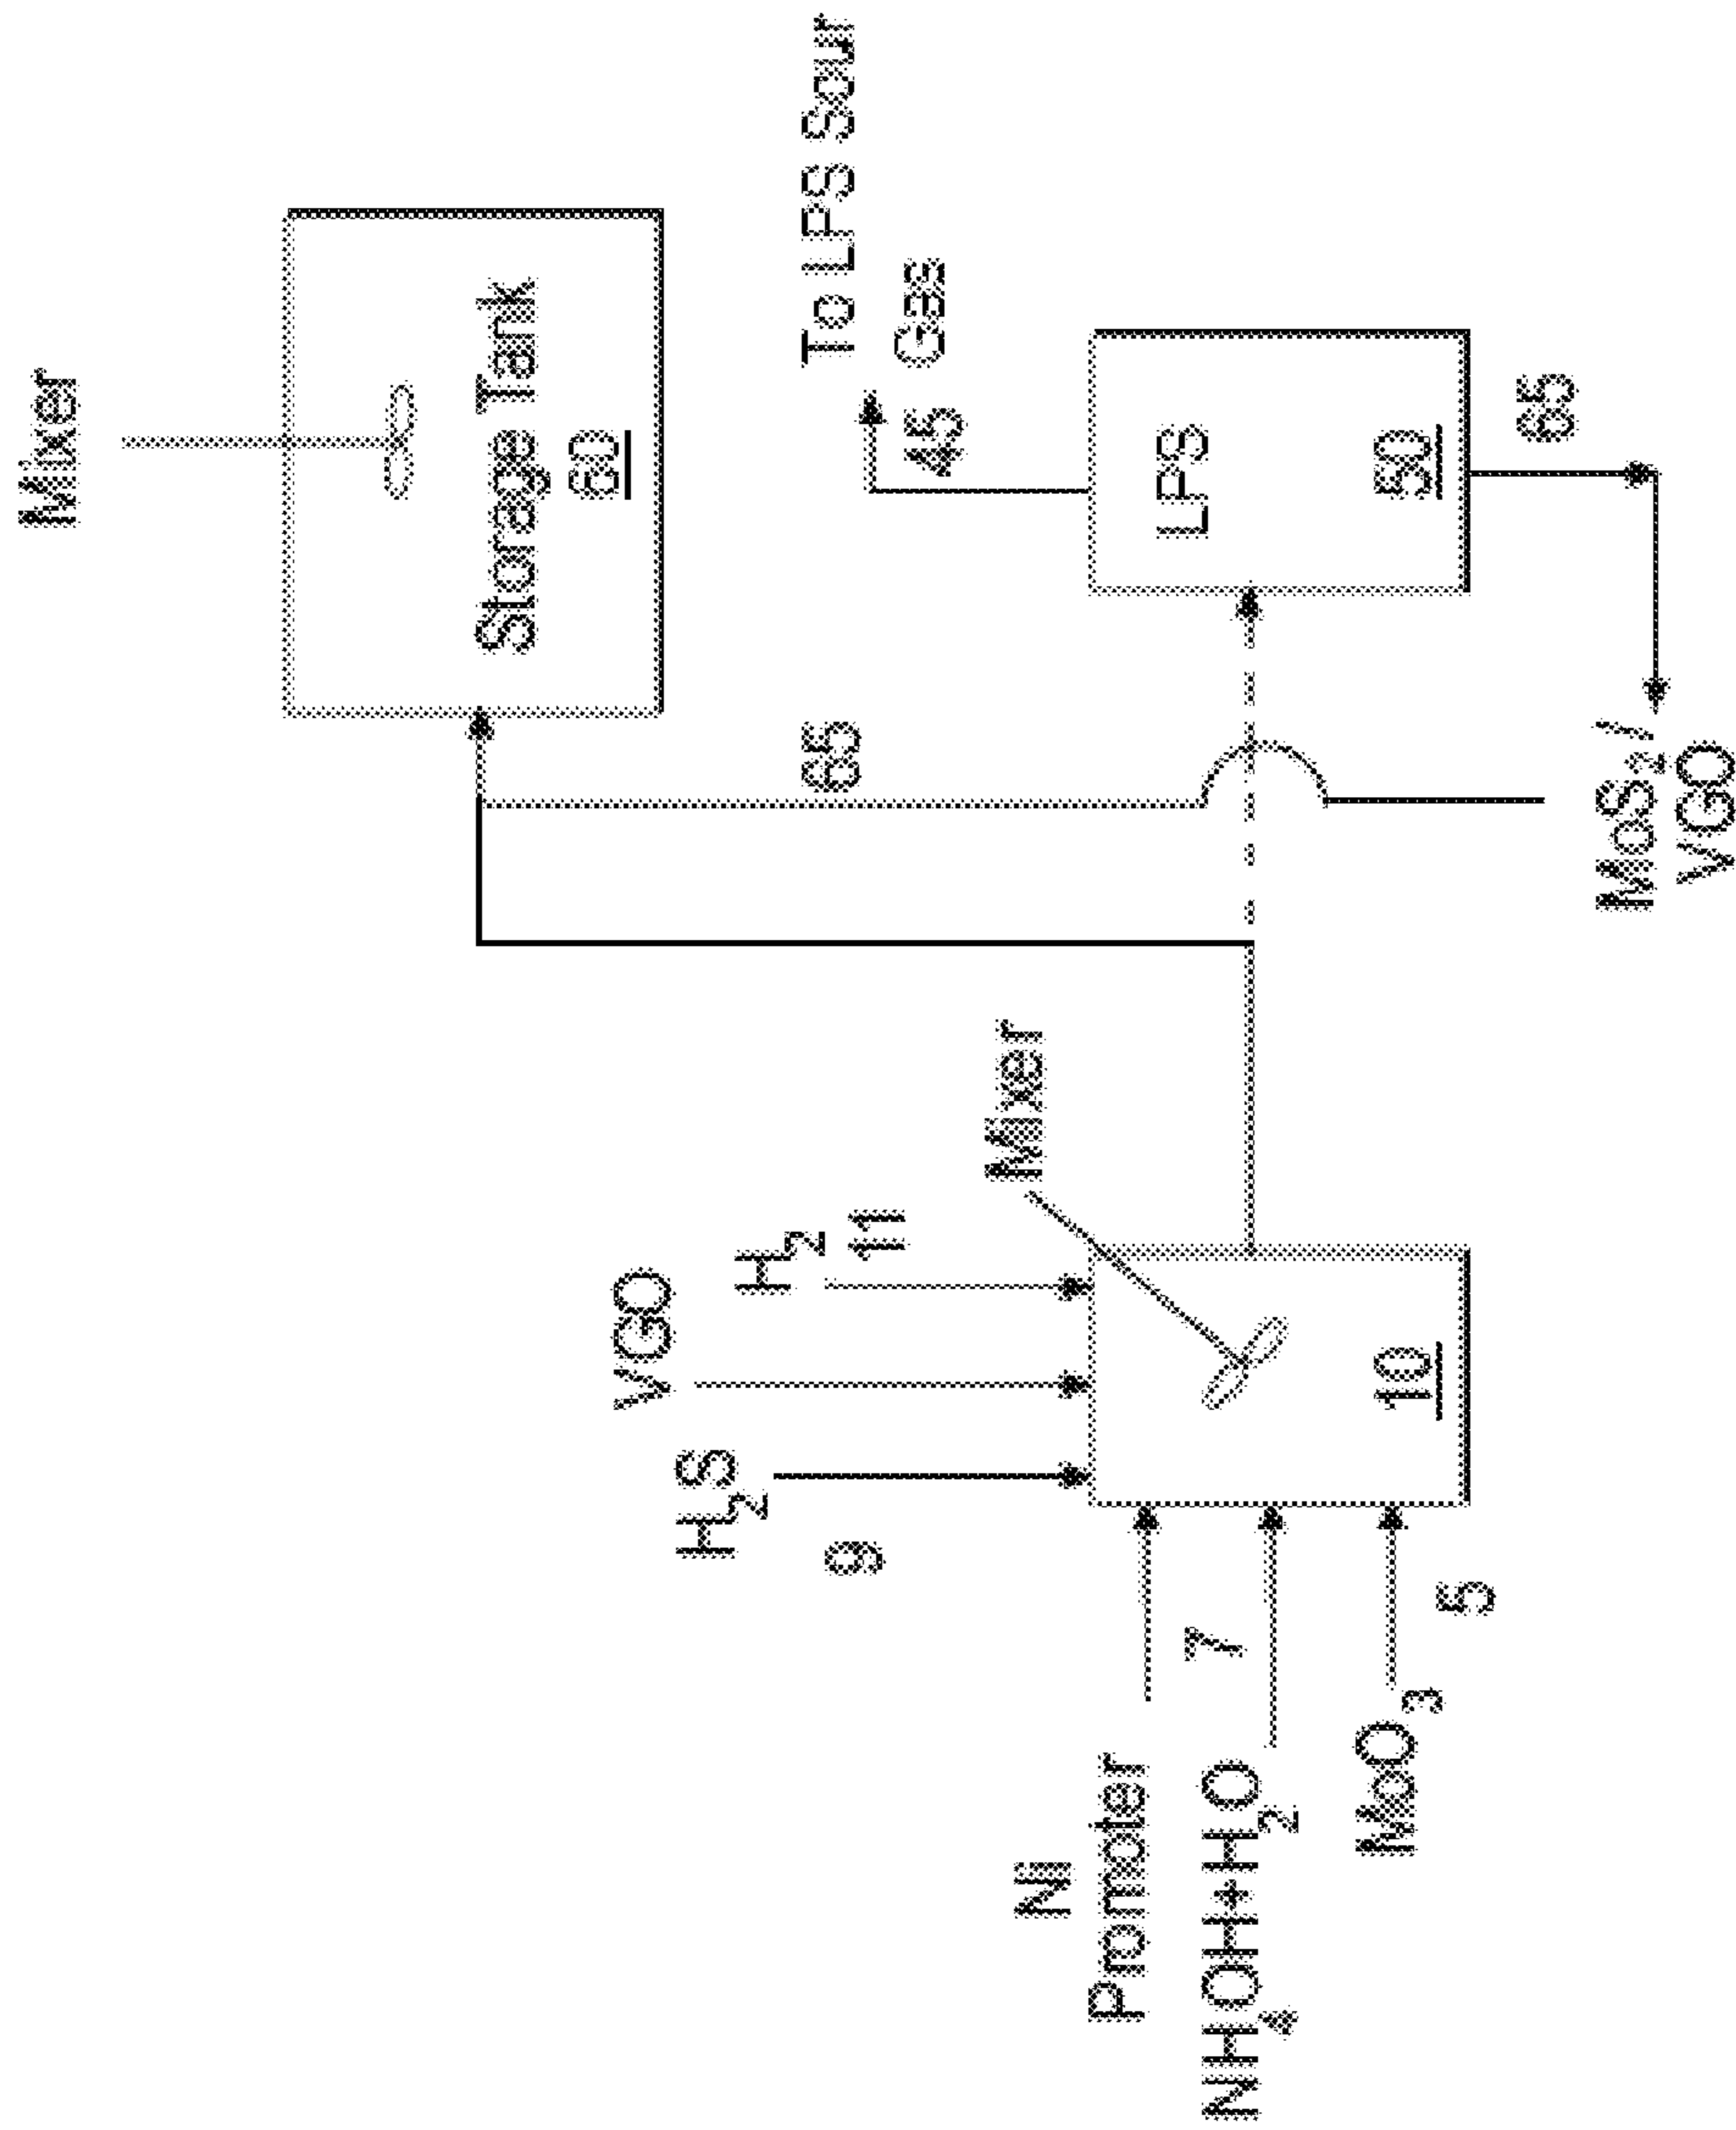 Mixer
Storage Tank
60
To LPS Sour
Gas
45
LPS
50
65
65
MoS2 /
VGO
Mixer
H2
11
VGO
H2S
9
10
Ni
Promoter
7
NH4OH+H2O
MoO3
5